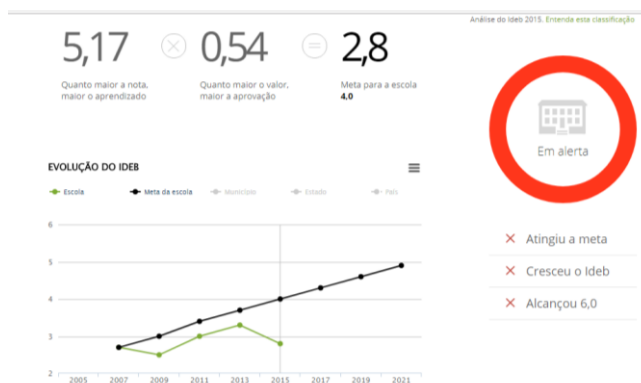 Análise do Ideb 2015. Entenda esta classificação
5,17 × 0,54 = 2,8
Quanto maior a nota,
maior o aprendizado
Quanto maior o valor,
maior a aprovação
Meta para a escola
4,0
Em alerta
EVOLUÇÃO DO IDEB
Escola Meta da escola Município Estado País
6
5
4
3
2
2005 2007 2009 2011 2013 2015 2017 2019 2021
× Atingiu a meta
× Cresceu o Ideb
× Alcançou 6,0